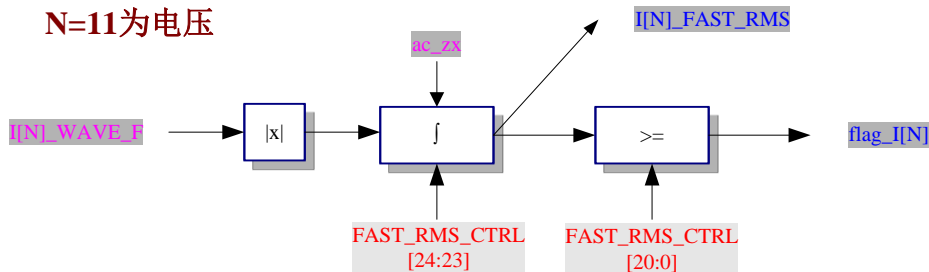 N=11为电压
I[N]_FAST_RMS
ac_zx
I[N]_WAVE_F
|x|
∫
>=
flag_I[N]
FAST_RMS_CTRL
[24:23]
FAST_RMS_CTRL
[20:0]